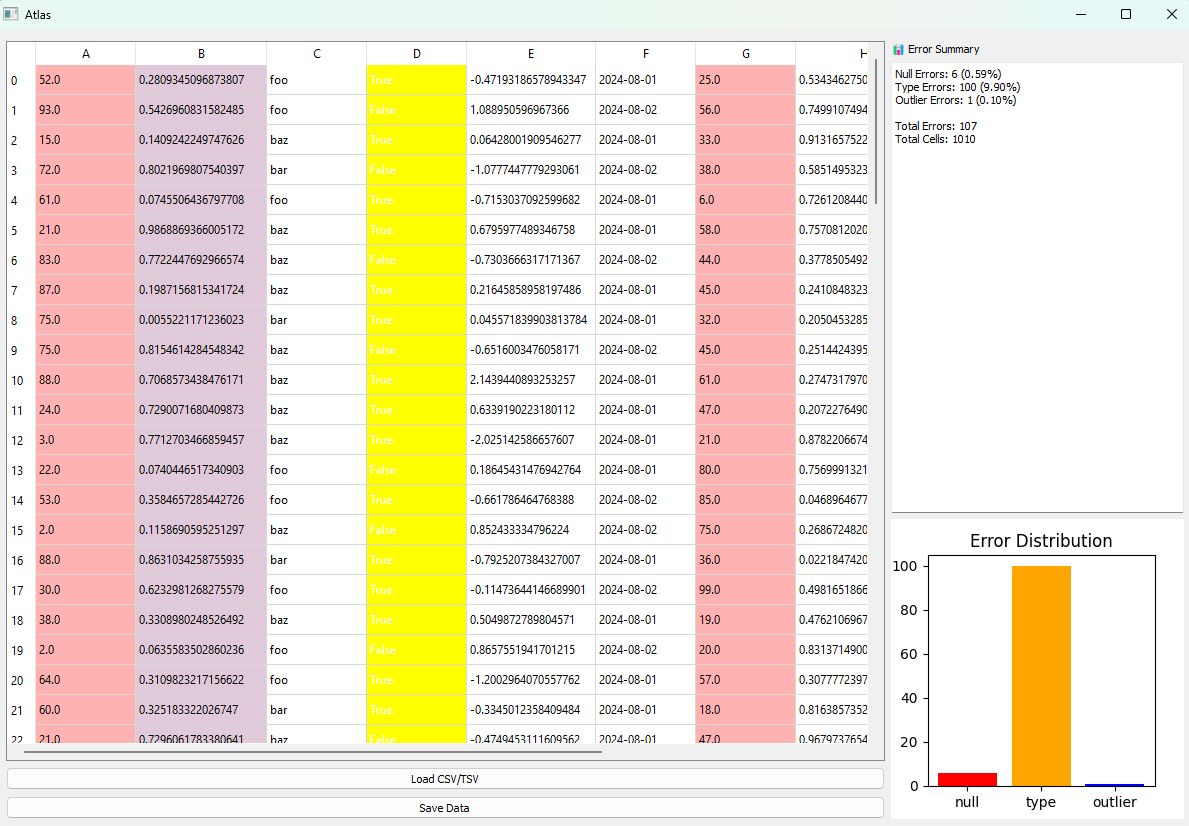 Atlas
A B C D E F G H
0 52.0 0.2809345096873807 foo True -0.47193186578943347 2024-08-01 25.0 0.5343462750
1 93.0 0.5426960831582485 foo False 1.088950596967366 2024-08-02 56.0 0.7499107494
2 15.0 0.1409242249747626 baz True 0.06428001909546277 2024-08-01 33.0 0.9131657522
3 72.0 0.8021969807540397 bar False -1.0777447779293061 2024-08-02 38.0 0.5851495323
4 61.0 0.0745506436797708 foo True -0.7153037092599682 2024-08-01 6.0 0.7261208440
5 21.0 0.9868869366005172 baz True 0.6795977489346758 2024-08-01 58.0 0.7570812020
6 83.0 0.7722447692966574 baz False -0.7303666317171367 2024-08-02 44.0 0.3778505492
7 87.0 0.1987156815341724 baz True 0.21645858958197486 2024-08-01 45.0 0.2410848323
8 75.0 0.0055221171236023 bar True 0.045571839903813784 2024-08-01 32.0 0.2050453285
9 75.0 0.8154614284548342 baz False -0.6516003476058171 2024-08-02 45.0 0.2514424395
10 88.0 0.7068573438476171 baz True 2.1439440893253257 2024-08-01 61.0 0.2747317970
11 24.0 0.7290071680409873 baz True 0.6339190223180112 2024-08-01 47.0 0.2072276490
12 3.0 0.7712703466859457 baz True -2.025142586657607 2024-08-01 21.0 0.8782206674
13 22.0 0.0740446517340903 foo False 0.18645431476942764 2024-08-01 80.0 0.7569991321
14 53.0 0.3584657285442726 foo True -0.661786464768388 2024-08-02 85.0 0.0468964677
15 2.0 0.1158690595251297 baz False 0.852433334796224 2024-08-02 75.0 0.2686724820
16 88.0 0.8631034258755935 bar True -0.7925207384327007 2024-08-01 36.0 0.0221847420
17 30.0 0.6232981268275579 foo True -0.11473644146689901 2024-08-01 99.0 0.4981651866
18 38.0 0.3308980248526492 baz True 0.5049872789804571 2024-08-01 19.0 0.4762106967
19 2.0 0.0635583502860236 foo False 0.8657551941701215 2024-08-02 20.0 0.8313714900
20 64.0 0.3109823217156622 foo True -1.2002964070557762 2024-08-01 57.0 0.3077772397
21 60.0 0.325183322026747 bar True -0.3345012358409484 2024-08-01 18.0 0.8163857352
22 21.0 0.7296061783380641 baz False -0.4749453111609562 2024-08-02 47.0 0.9679737654
Load CSV/TSV
Save Data
Error Summary
Null Errors: 6 (0.59%)
Type Errors: 100 (9.90%)
Outlier Errors: 1 (0.10%)
Total Errors: 107
Total Cells: 1010
Error Distribution
100
80
60
40
20
0
null type outlier